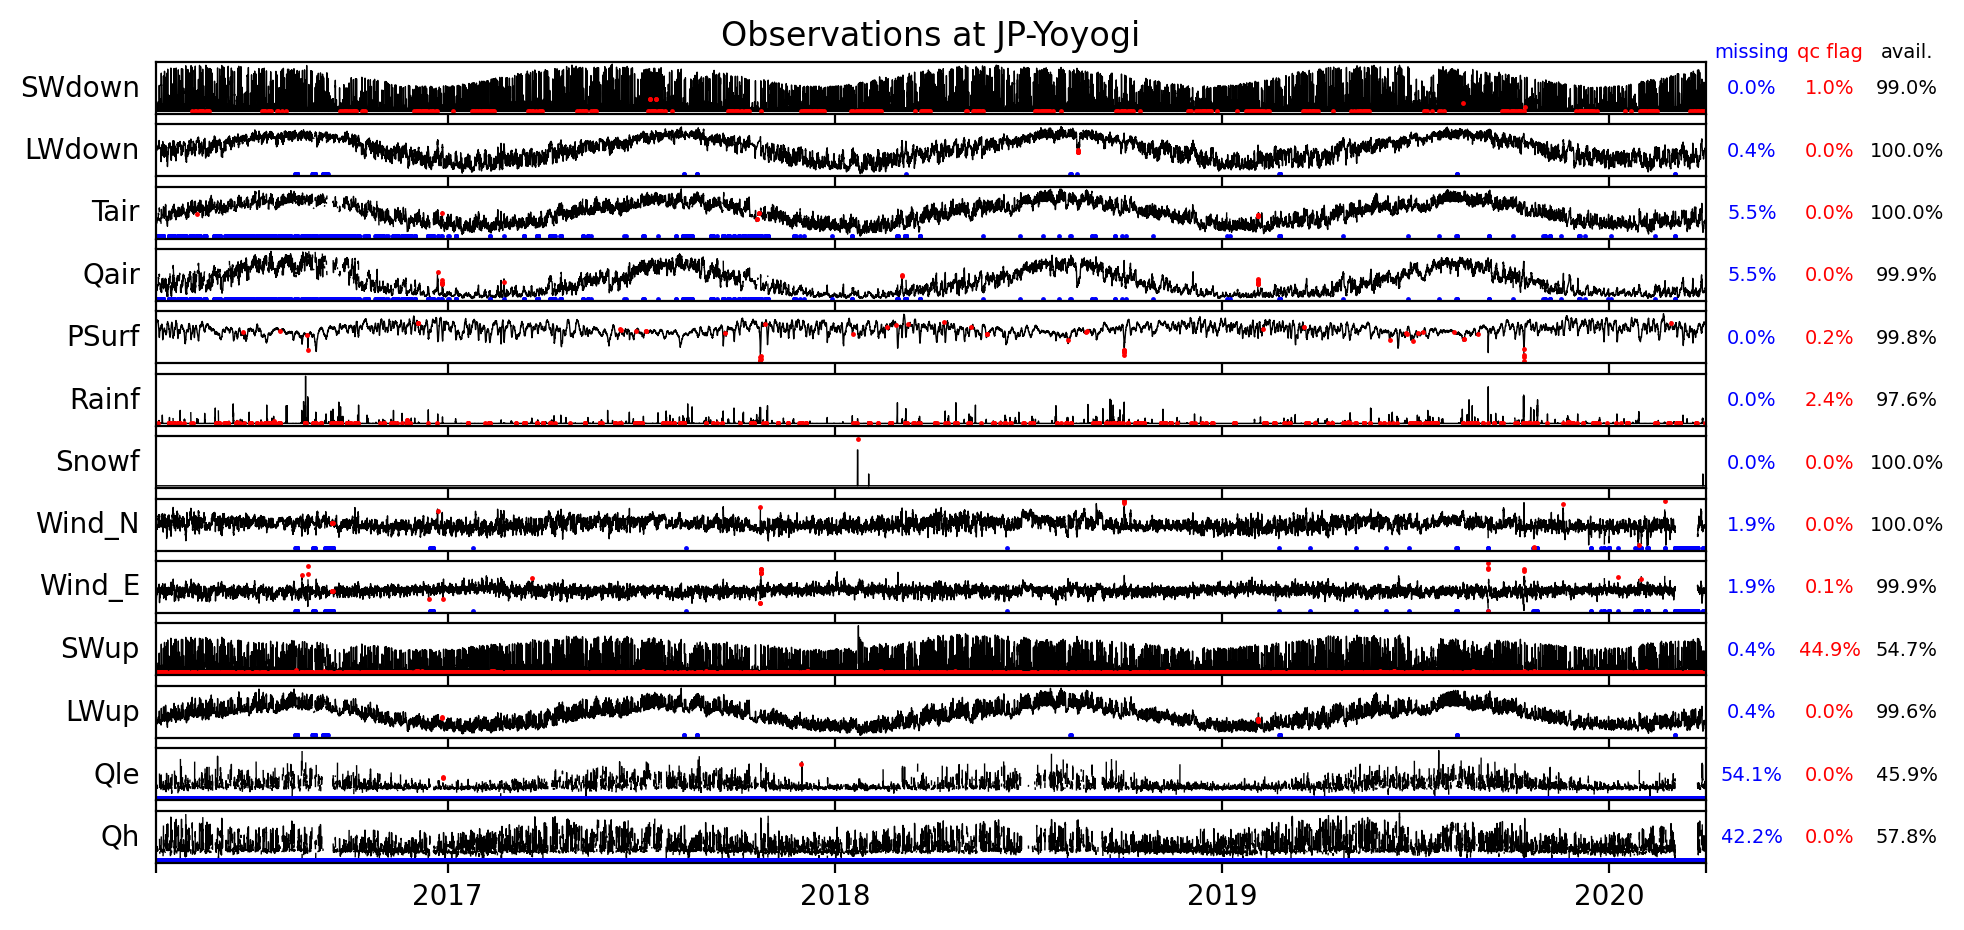 Observations at JP-Yoyogi
missing qc flag avail.
SWdown 0.0% 1.0% 99.0%
LWdown 0.4% 0.0% 100.0%
Tair 5.5% 0.0% 100.0%
Qair 5.5% 0.0% 99.9%
PSurf 0.0% 0.2% 99.8%
Rainf 0.0% 2.4% 97.6%
Snowf 0.0% 0.0% 100.0%
Wind_N 1.9% 0.0% 100.0%
Wind_E 1.9% 0.1% 99.9%
SWup 0.4% 44.9% 54.7%
LWup 0.4% 0.0% 99.6%
Qle 54.1% 0.0% 45.9%
Qh 42.2% 0.0% 57.8%
2017 2018 2019 2020